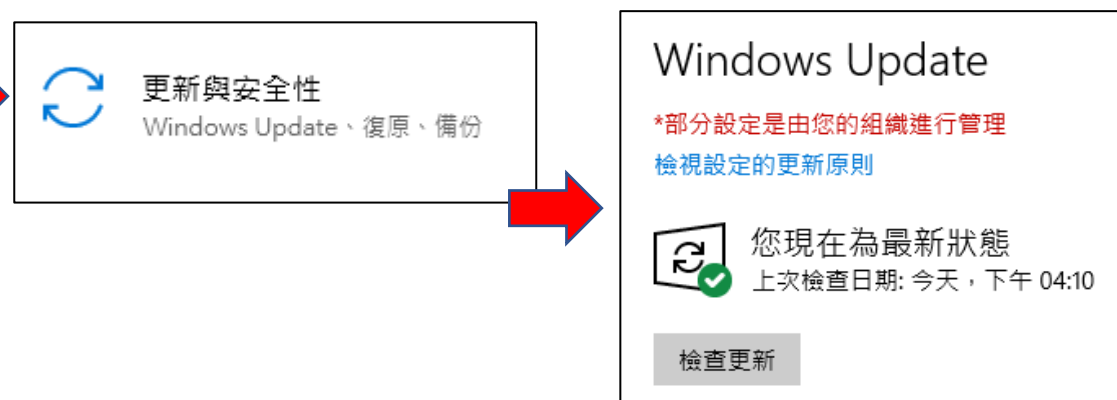 更新與安全性
Windows Update、復原、備份
Windows Update
*部分設定是由您的組織進行管理
檢視設定的更新原則
您現在為最新狀態
上次檢查日期: 今天，下午 04:10
檢查更新